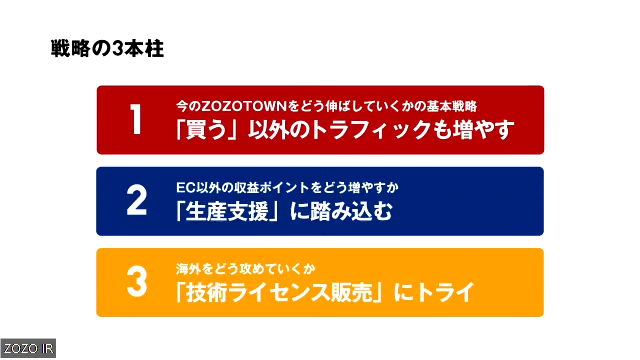 戦略の3本柱
1
今のZOZOTOWNをどう伸ばしていくかの基本戦略
「買う」以外のトラフィックも増やす
2
EC以外の収益ポイントをどう増やすか
「生産支援」に踏み込む
3
海外をどう攻めていくか
「技術ライセンス販売」にトライ
ZOZO IR